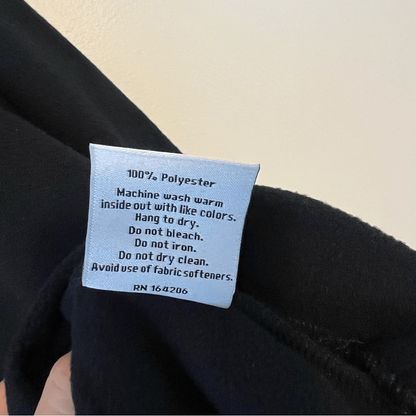 100% Polyester
Machine wash warm
inside out with like colors.
Hang to dry.
Do not bleach.
Do not iron.
Do not dry clean.
Avoid use of fabric softeners.
RN 164206